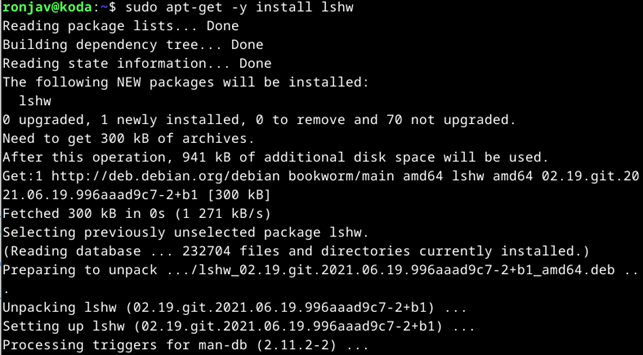 ronjav@koda:~$ sudo apt-get -y install lshw
Reading package lists... Done
Building dependency tree... Done
Reading state information... Done
The following NEW packages will be installed:
  lshw
0 upgraded, 1 newly installed, 0 to remove and 70 not upgraded.
Need to get 300 kB of archives.
After this operation, 941 kB of additional disk space will be used.
Get:1 http://deb.debian.org/debian bookworm/main amd64 lshw amd64 02.19.git.20
21.06.19.996aaad9c7-2+b1 [300 kB]
Fetched 300 kB in 0s (1 271 kB/s)
Selecting previously unselected package lshw.
(Reading database ... 232704 files and directories currently installed.)
Preparing to unpack .../lshw_02.19.git.2021.06.19.996aaad9c7-2+b1_amd64.deb ..
.
Unpacking lshw (02.19.git.2021.06.19.996aaad9c7-2+b1) ...
Setting up lshw (02.19.git.2021.06.19.996aaad9c7-2+b1) ...
Processing triggers for man-db (2.11.2-2) ...